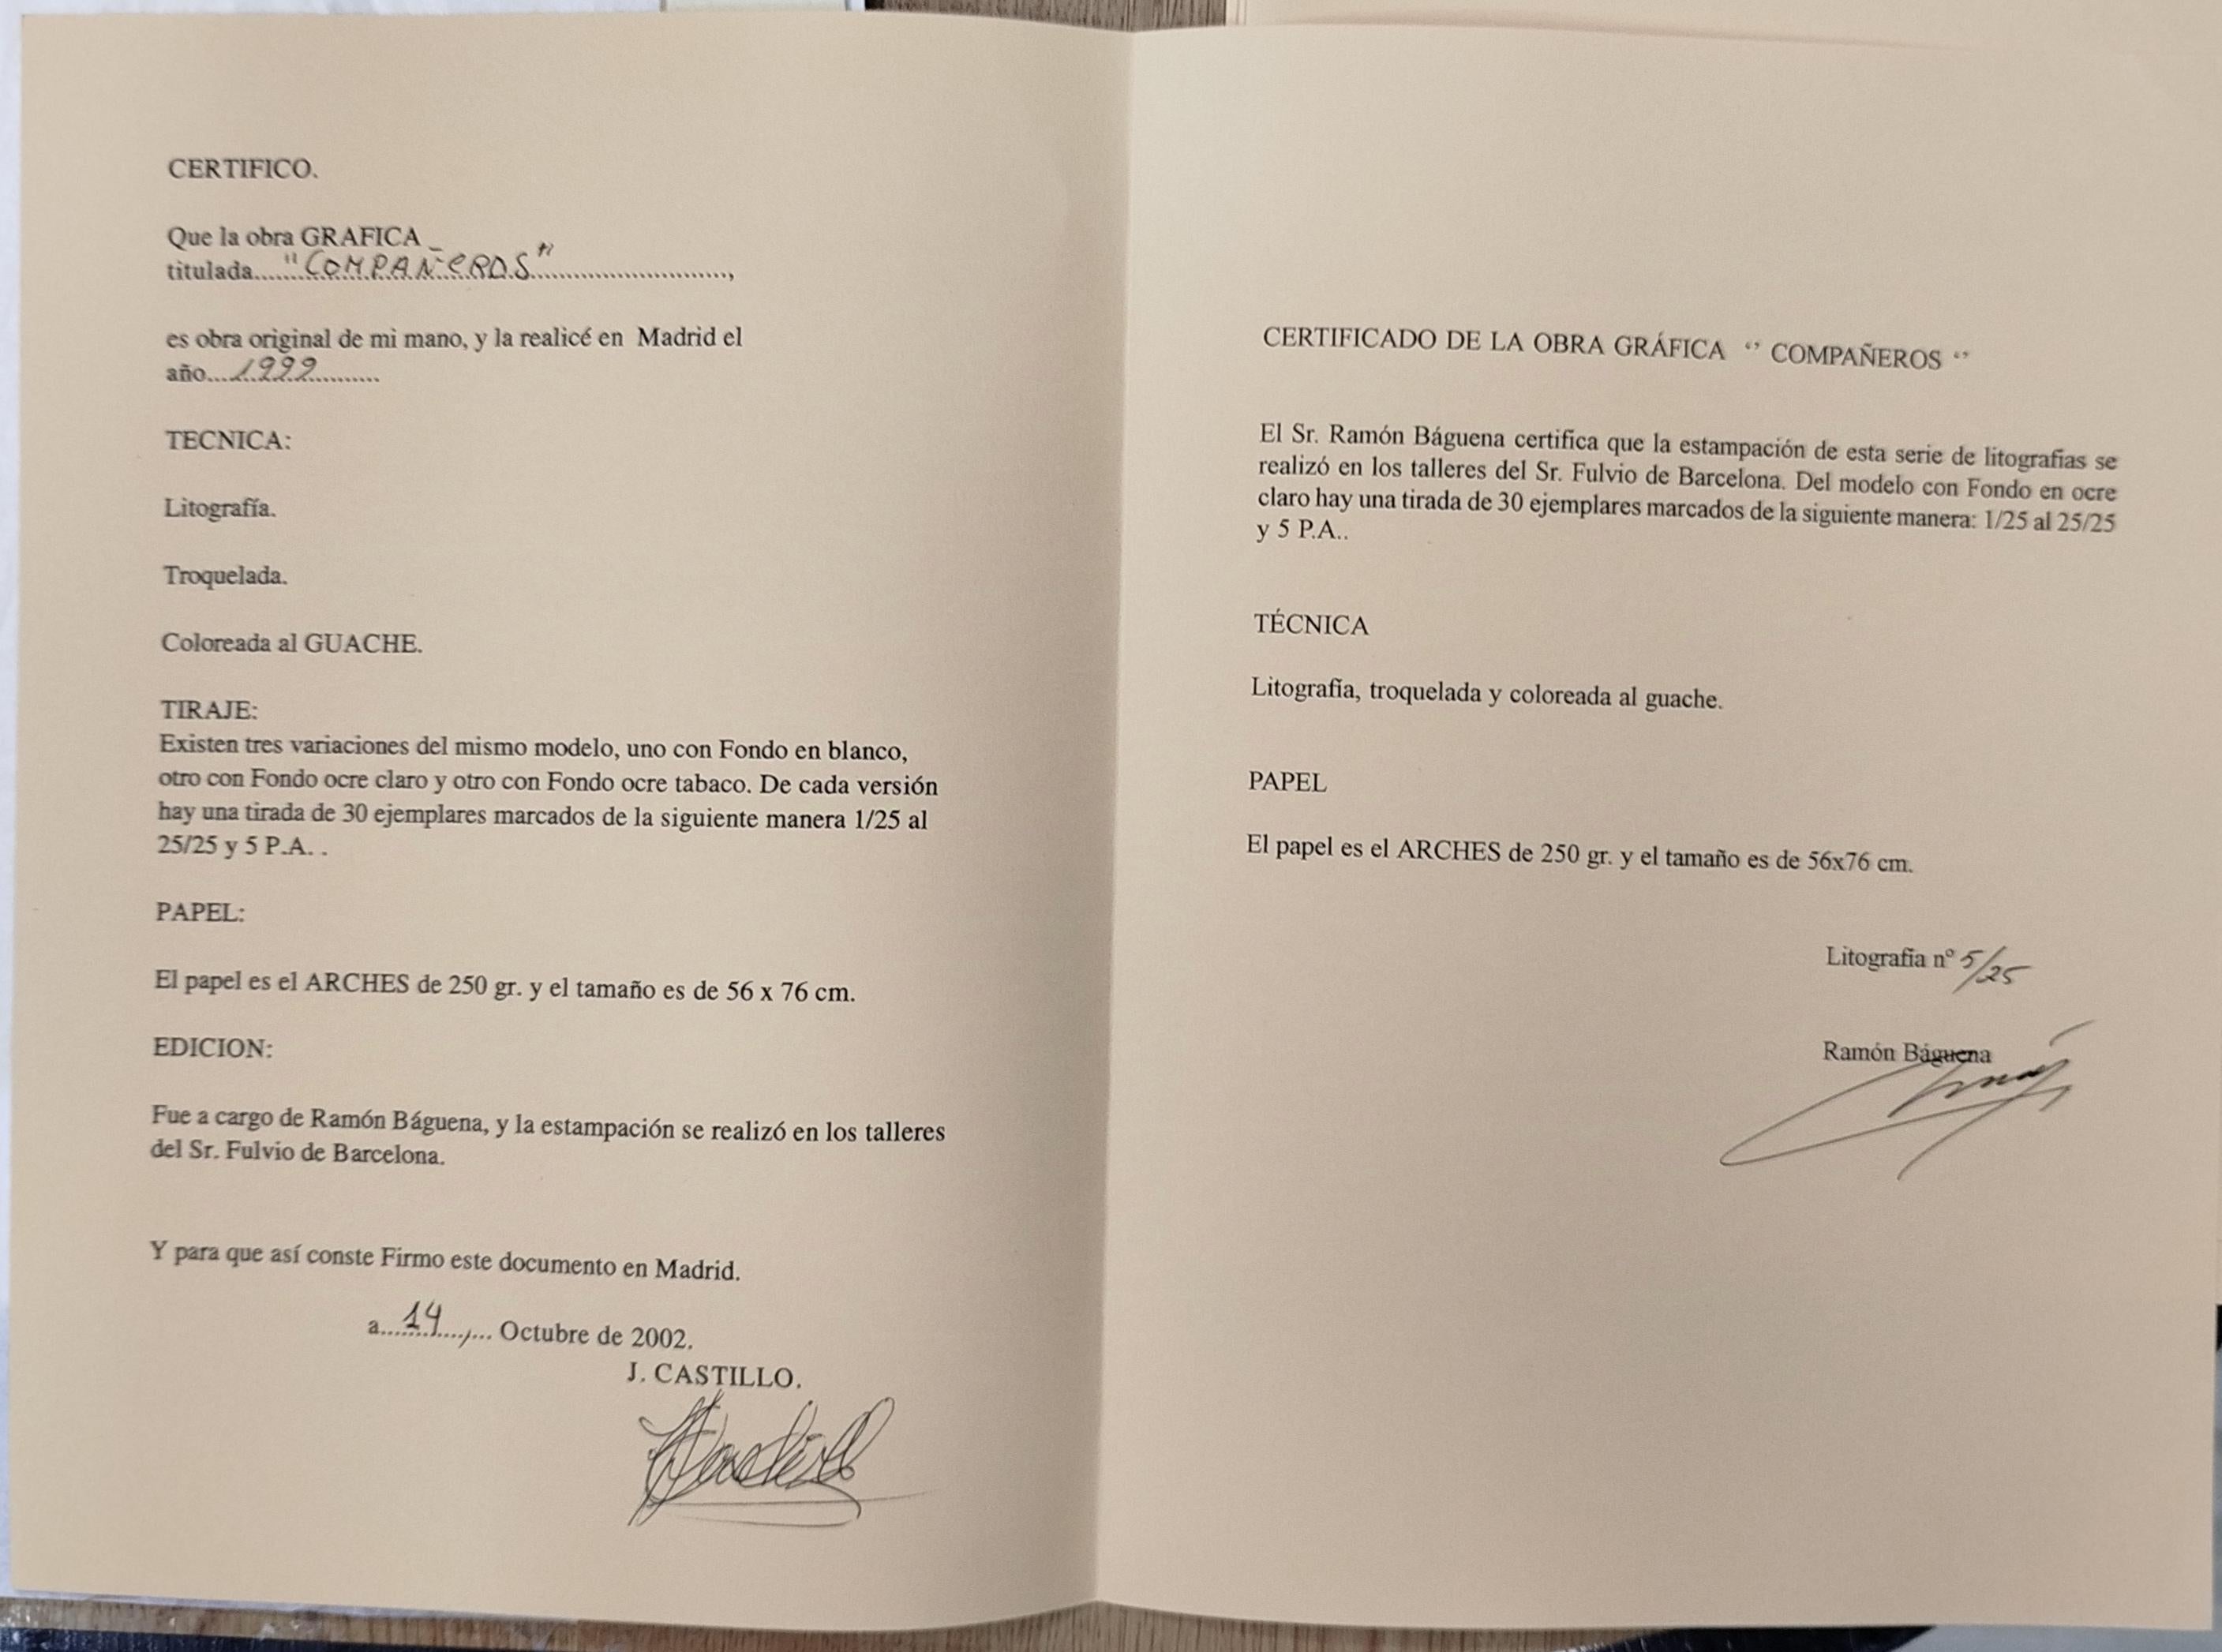 CERTIFICO.
Que la obra GRAFICA
titulada....."COMPAÑEROS"..............................,
es obra original de mi mano, y la realicé en Madrid el
año....1999............
TECNICA:
Litografía.
Troquelada.
Coloreada al GUACHE.
TIRAJE:
Existen tres variaciones del mismo modelo, uno con Fondo en blanco,
otro con Fondo ocre claro y otro con Fondo ocre tabaco. De cada versión
hay una tirada de 30 ejemplares marcados de la siguiente manera 1/25 al
25/25 y 5 P.A. .
PAPEL:
El papel es el ARCHES de 250 gr. y el tamaño es de 56 x 76 cm.
EDICION:
Fue a cargo de Ramón Báguena, y la estampación se realizó en los talleres
del Sr. Fulvio de Barcelona.
Y para que así conste Firmo este documento en Madrid.
a....14....,.... Octubre de 2002.
J. CASTILLO.
CERTIFICADO DE LA OBRA GRÁFICA “ COMPAÑEROS “
El Sr. Ramón Báguena certifica que la estampación de esta serie de litografias se
realizó en los talleres del Sr. Fulvio de Barcelona. Del modelo con Fondo en ocre
claro hay una tirada de 30 ejemplares marcados de la siguiente manera: 1/25 al 25/25
y 5 P.A..
TÉCNICA
Litografía, troquelada y coloreada al guache.
PAPEL
El papel es el ARCHES de 250 gr. y el tamaño es de 56x76 cm.
Litografia nº 5/25
Ramón Báguena